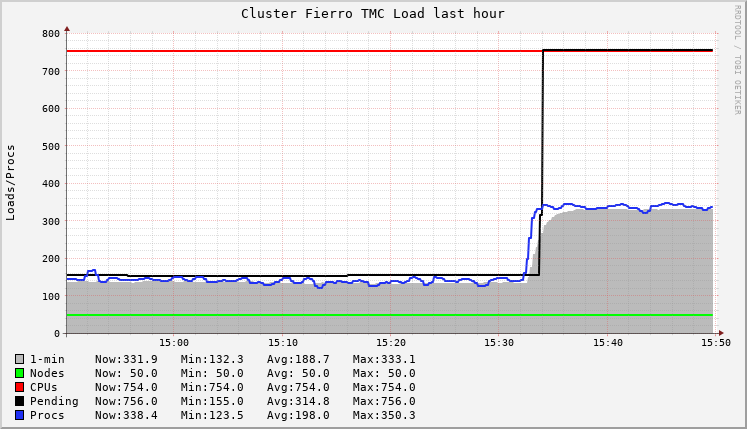 Cluster Fierro TMC Load last hour
RRDTOOL / TOBI OETIKER
Loads/Procs
800
700
600
500
400
300
200
100
0
15:00 15:10 15:20 15:30 15:40 15:50
1-min Now:331.9 Min:132.3 Avg:188.7 Max:333.1
Nodes Now: 50.0 Min: 50.0 Avg: 50.0 Max: 50.0
CPUs Now:754.0 Min:754.0 Avg:754.0 Max:754.0
Pending Now:756.0 Min:155.0 Avg:314.8 Max:756.0
Procs Now:338.4 Min:123.5 Avg:198.0 Max:350.3